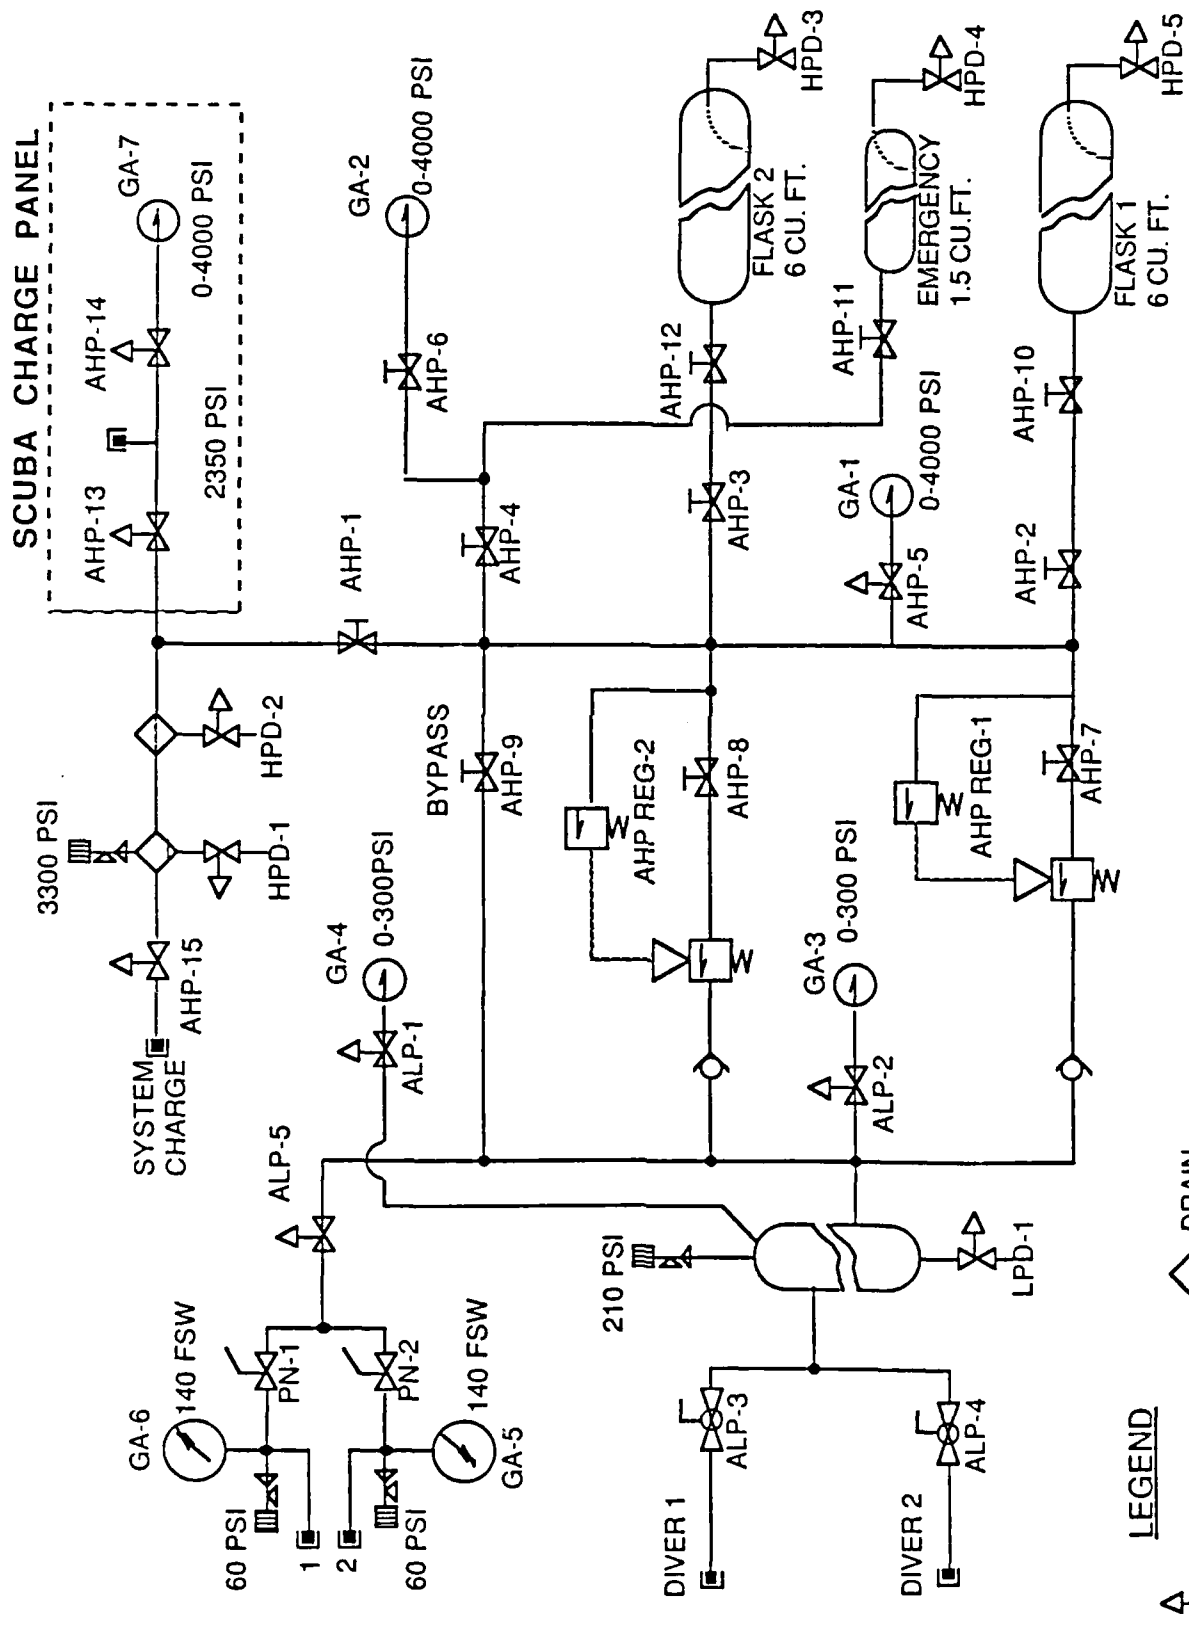 SCUBA CHARGE PANEL
AHP-13
2350 PSI
AHP-14
GA-7
0-4000 PSI
3300 PSI
HPD-1
HPD-2
AHP-15
SYSTEM
CHARGE
AHP-1
GA-2
0-4000 PSI
AHP-6
AHP-4
BYPASS
AHP-9
GA-4
0-300PSI
ALP-1
ALP-5
FLASK 2
6 CU. FT.
HPD-3
AHP-12
AHP-3
AHP REG-2
AHP-8
EMERGENCY
1.5 CU.FT.
HPD-4
AHP-11
GA-1
0-4000 PSI
AHP-5
GA-3
0-300 PSI
ALP-2
FLASK 1
6 CU. FT.
HPD-5
AHP-10
AHP-2
AHP REG-1
AHP-7
GA-6
140 FSW
PN-1
60 PSI
1
2
PN-2
140 FSW
GA-5
60 PSI
210 PSI
LPD-1
DIVER 1
ALP-3
DIVER 2
ALP-4
LEGEND
DRAIN